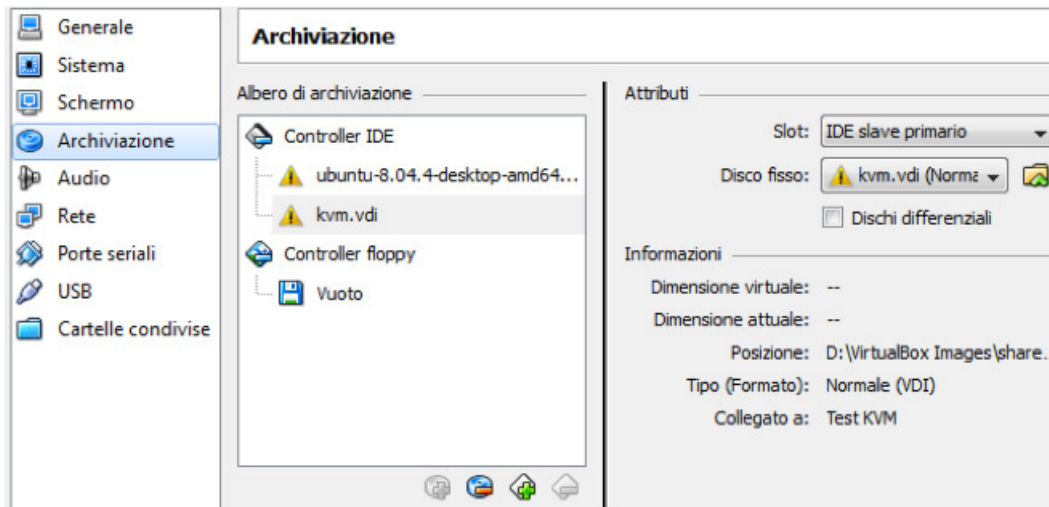 Generale
Sistema
Schermo
Archiviazione
Audio
Rete
Porte seriali
USB
Cartelle condivise
Archiviazione
Albero di archiviazione
Controller IDE
ubuntu-8.04.4-desktop-amd64...
kvm.vdi
Controller floppy
Vuoto
Attributi
Slot: IDE slave primario
Disco fisso: kvm.vdi (Norma
Dischi differenziali
Informazioni
Dimensione virtuale: --
Dimensione attuale: --
Posizione: D:\VirtualBox Images\share.
Tipo (Formato): Normale (VDI)
Collegato a: Test KVM